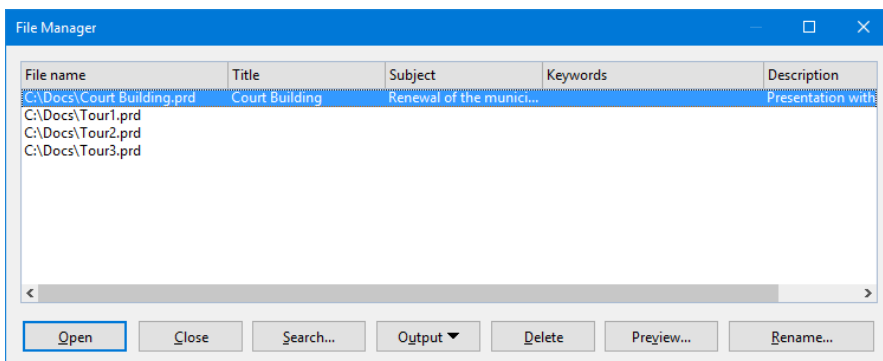 File Manager
File name Title Subject Keywords Description
C:\Docs\Court Building.prd Court Building Renewal of the munici... Presentation with
C:\Docs\Tour1.prd
C:\Docs\Tour2.prd
C:\Docs\Tour3.prd
Open Close Search... Output Delete Preview... Rename...